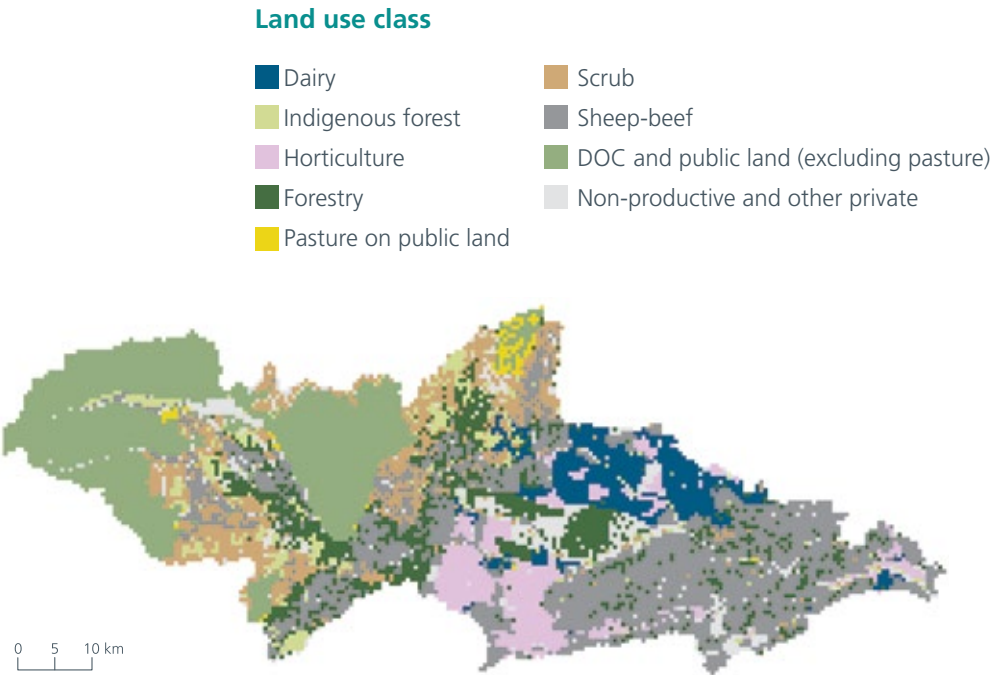 Land use class
Dairy
Indigenous forest
Horticulture
Forestry
Pasture on public land
Scrub
Sheep-beef
DOC and public land (excluding pasture)
Non-productive and other private
0 5 10 km